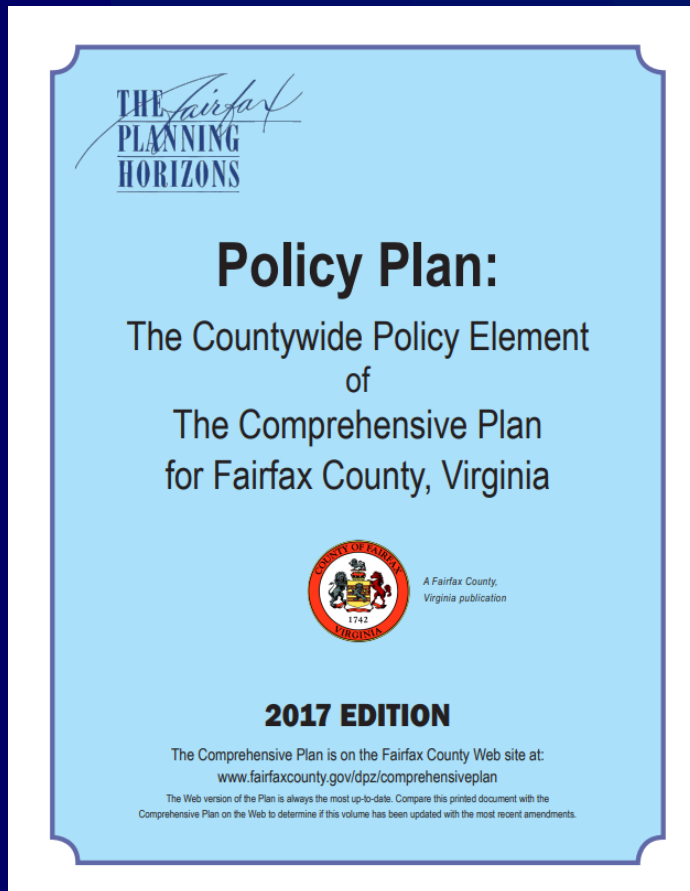 THE Fairfax
PLANNING
HORIZONS
Policy Plan:
The Countywide Policy Element
of
The Comprehensive Plan
for Fairfax County, Virginia
COUNTY OF FAIRFAX
1742
VIRGINIA
A Fairfax County,
Virginia publication
2017 EDITION
The Comprehensive Plan is on the Fairfax County Web site at:
www.fairfaxcounty.gov/dpz/comprehensiveplan
The Web version of the Plan is always the most up-to-date. Compare this printed document with the
Comprehensive Plan on the Web to determine if this volume has been updated with the most recent amendments.